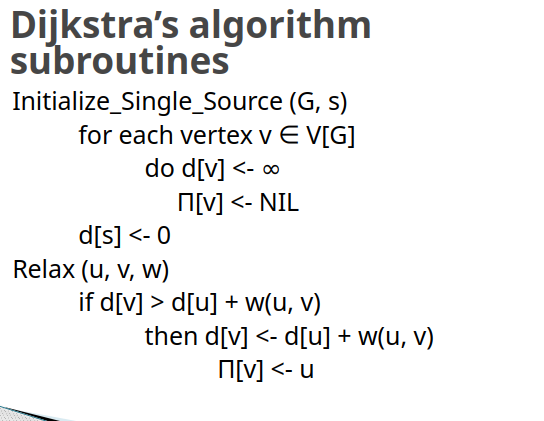 Dijkstra’s algorithm
subroutines
Initialize_Single_Source (G, s)
for each vertex v ∈ V[G]
do d[v] <- ∞
Π[v] <- NIL
d[s] <- 0
Relax (u, v, w)
if d[v] > d[u] + w(u, v)
then d[v] <- d[u] + w(u, v)
Π[v] <- u